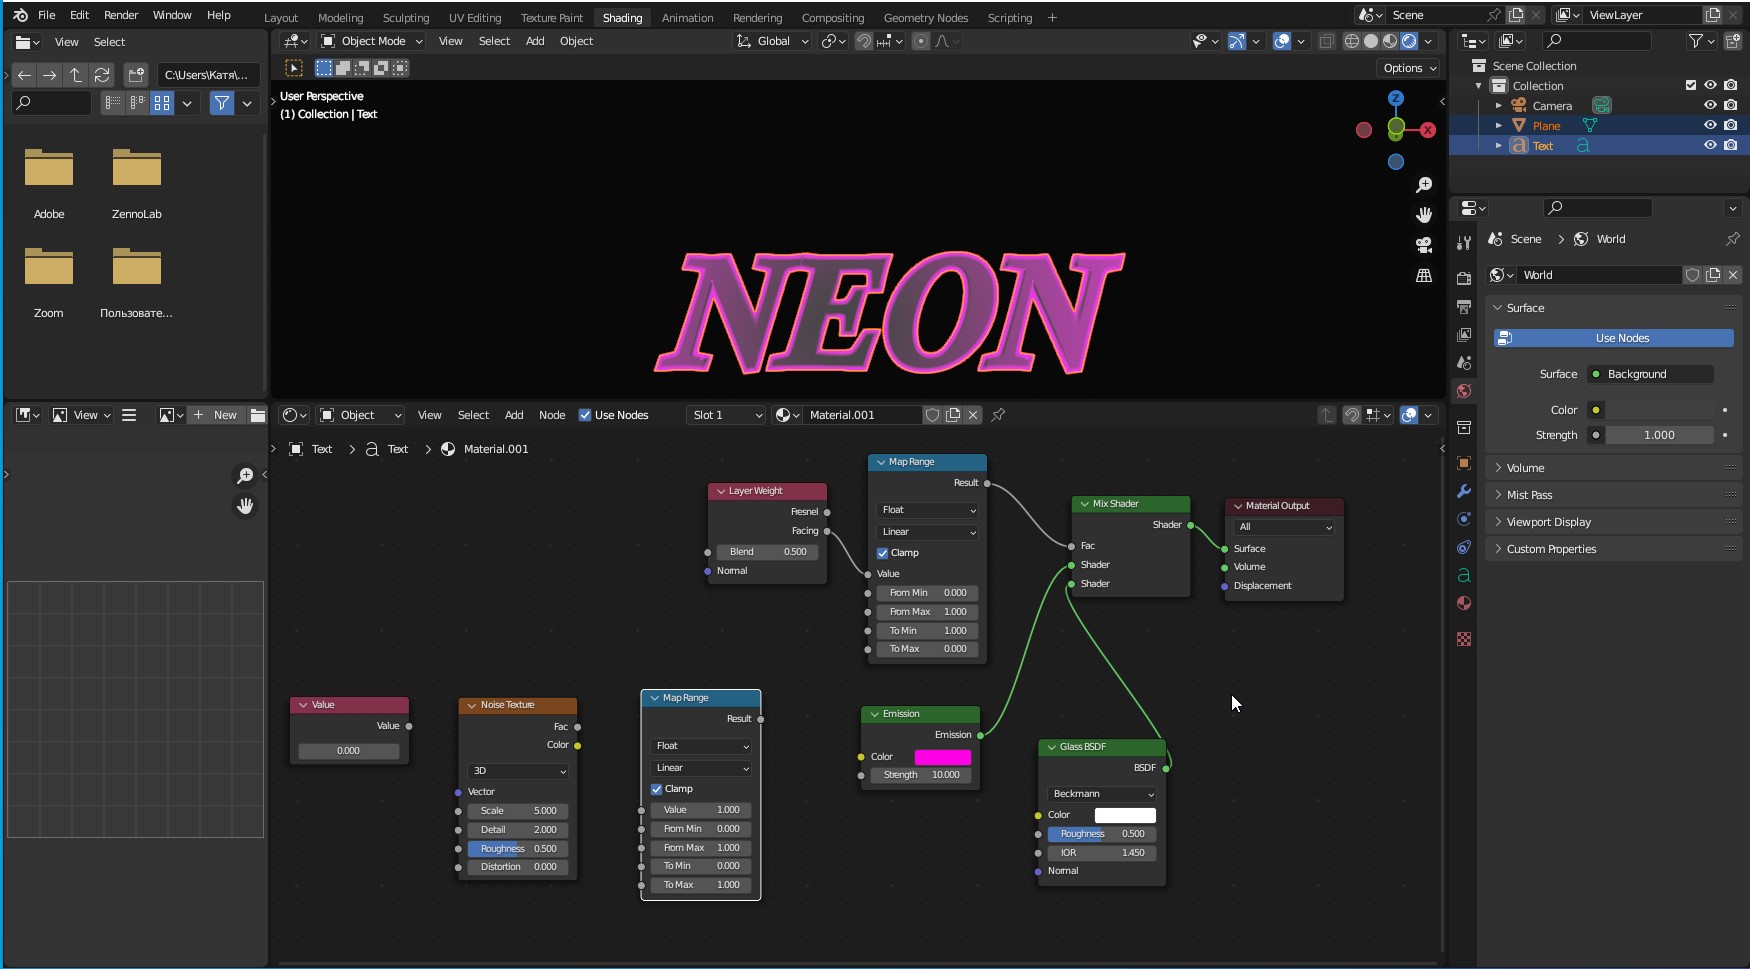 File Edit Render Window Help Layout Modeling Sculpting UV Editing Texture Paint Shading Animation Rendering Compositing Geometry Nodes Scripting + Scene ViewLayer
View Select
Object Mode View Select Add Object Global
C:\Users\Катя\...
Options
User Perspective
(1) Collection | Text
Z
X
Scene Collection
Collection
Camera
Plane
Text
Adobe
ZennoLab
Zoom
Пользовате...
NEON
Scene > World
World
Surface
Use Nodes
Surface Background
Color
Strength 1.000
Volume
Mist Pass
Viewport Display
Custom Properties
View
New
Object View Select Add Node Use Nodes Slot 1 Material.001
Text > Text > Material.001
Layer Weight
Fresnel
Facing
Blend 0.500
Normal
Map Range
Result
Float
Linear
Clamp
Value
From Min 0.000
From Max 1.000
To Min 1.000
To Max 0.000
Mix Shader
Shader
Fac
Shader
Shader
Material Output
All
Surface
Volume
Displacement
Value
Value
0.000
Noise Texture
Fac
Color
3D
Vector
Scale 5.000
Detail 2.000
Roughness 0.500
Distortion 0.000
Map Range
Result
Float
Linear
Clamp
Value 1.000
From Min 0.000
From Max 1.000
To Min 0.000
To Max 1.000
Emission
Emission
Color
Strength 10.000
Glass BSDF
BSDF
Beckmann
Color
Roughness 0.500
IOR 1.450
Normal